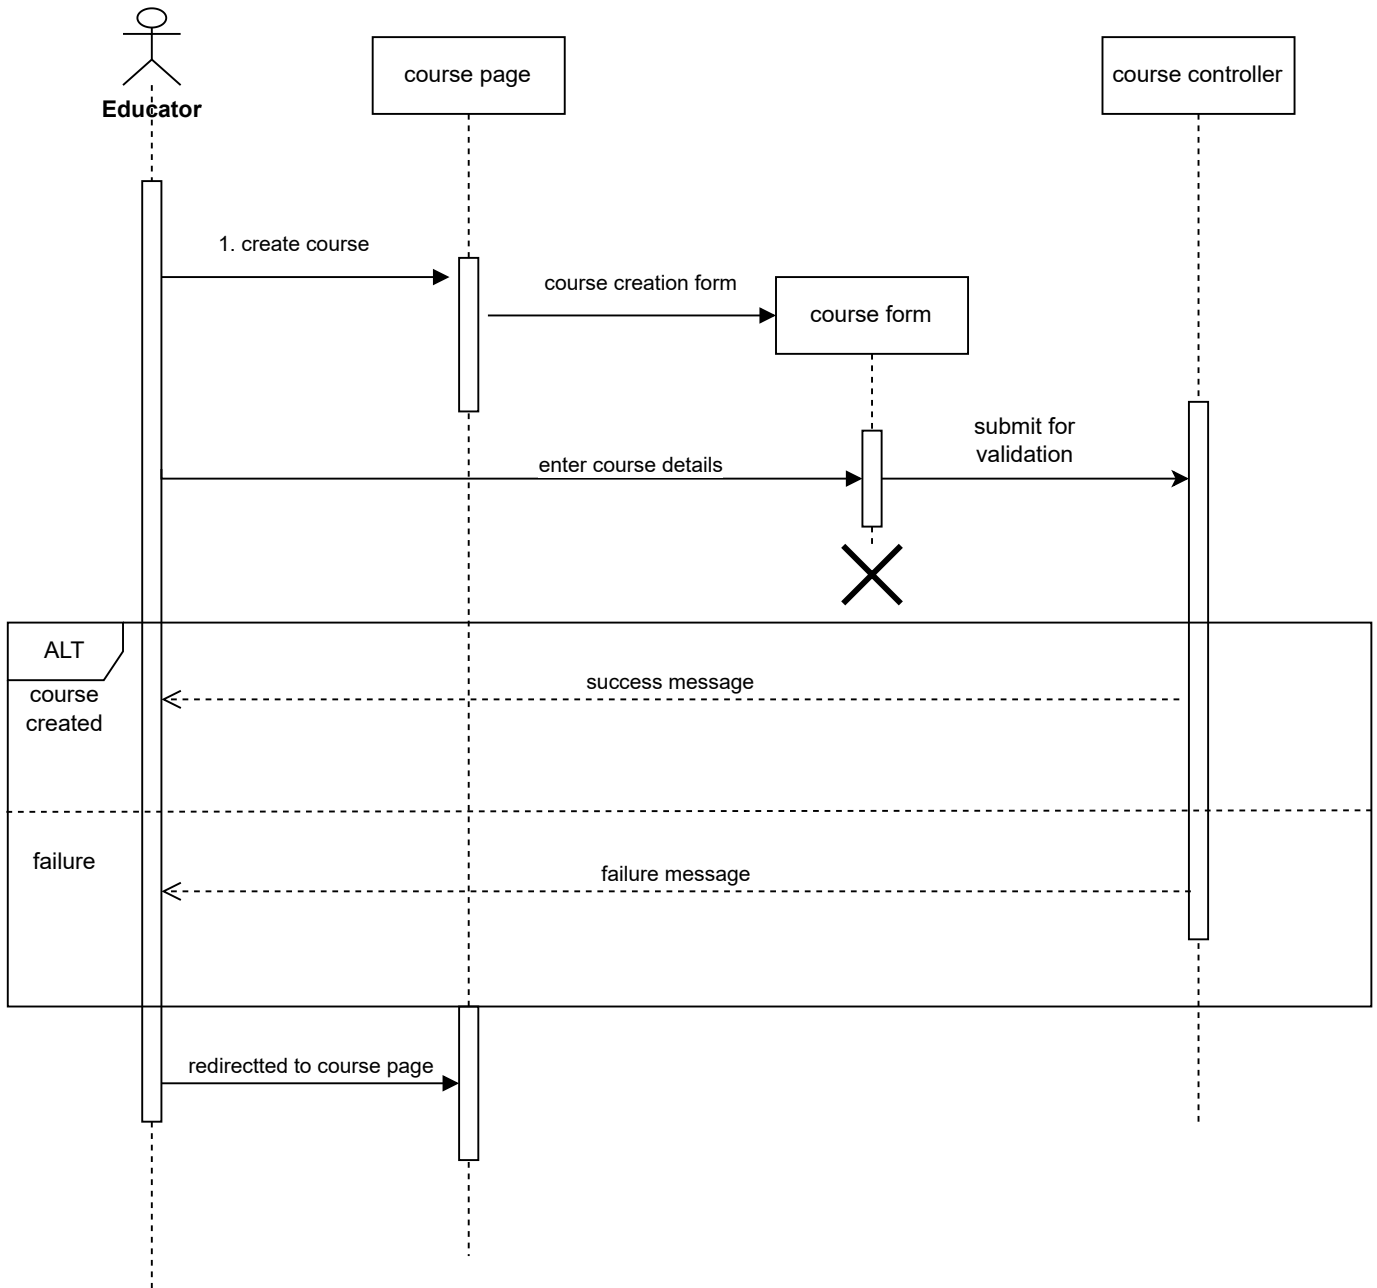 Educator
course page
course controller
1. create course
course creation form
course form
submit for
validation
enter course details
ALT
course
created
success message
failure
failure message
redirectted to course page